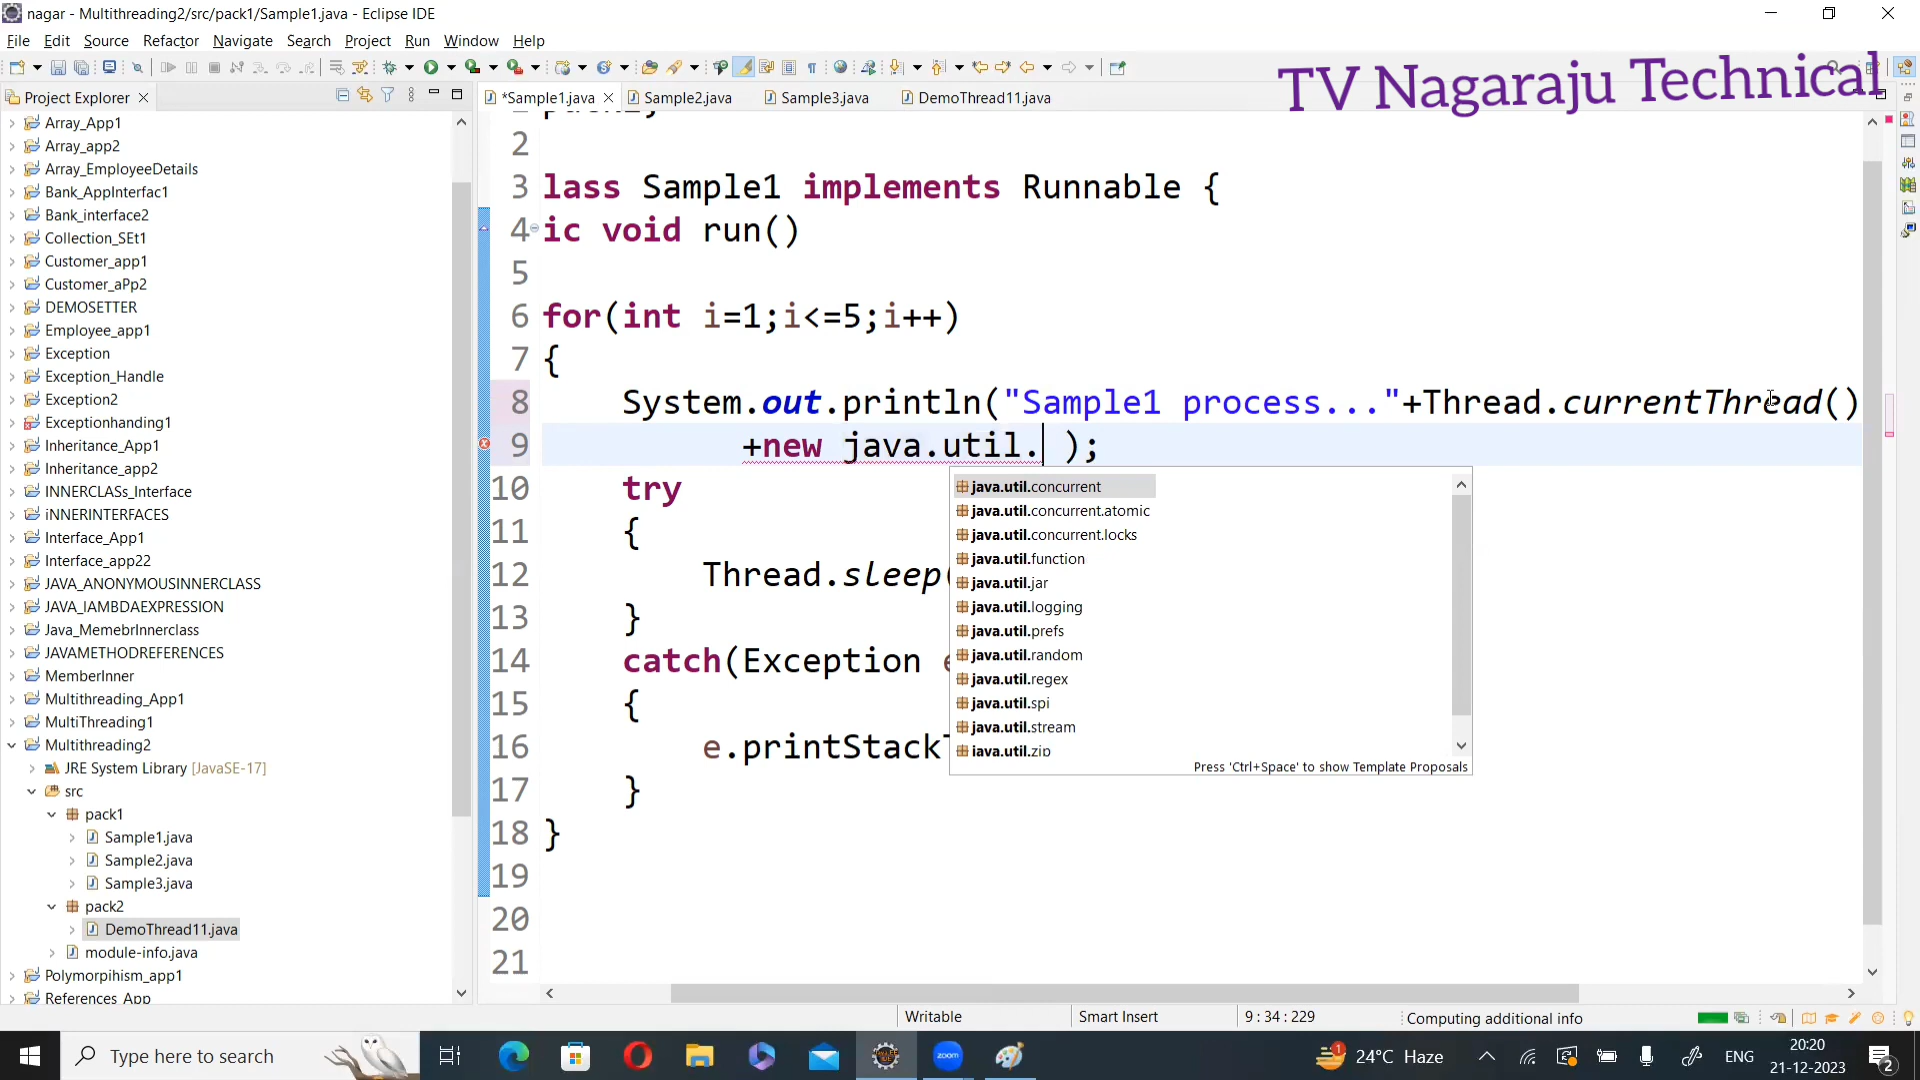 nagar - Multithreading2/src/pack1/Sample1.java - Eclipse IDE
File Edit Source Refactor Navigate Search Project Run Window Help
TV Nagaraju Technical
Project Explorer
*Sample1.java Sample2.java Sample3.java DemoThread11.java
Array_App1
Array_app2
Array_EmployeeDetails
Bank_AppInterfac1
Bank_interface2
Collection_SEt1
Customer_app1
Customer_aPp2
DEMOSETTER
Employee_app1
Exception
Exception_Handle
Exception2
Exceptionhanding1
Inheritance_App1
Inheritance_app2
INNERCLASs_Interface
iNNERINTERFACES
Interface_App1
Interface_app22
JAVA_ANONYMOUSINNERCLASS
JAVA_lAMBDAEXPRESSION
Java_MemebrInnerclass
JAVAMETHODREFERENCES
MemberInner
Multithreading_App1
MultiThreading1
Multithreading2
JRE System Library [JavaSE-17]
src
pack1
Sample1.java
Sample2.java
Sample3.java
pack2
DemoThread11.java
module-info.java
Polymorpihism_app1
References_App
2
3 lass Sample1 implements Runnable {
4 ic void run()
5
6 for(int i=1;i<=5;i++)
7 {
8 System.out.println("Sample1 process..."+Thread.currentThread()
9 +new java.util. );
10 try
11 {
12 Thread.sleep(
13 }
14 catch(Exception e
15 {
16 e.printStackT
17 }
18 }
19
20
21
java.util.concurrent
java.util.concurrent.atomic
java.util.concurrent.locks
java.util.function
java.util.jar
java.util.logging
java.util.prefs
java.util.random
java.util.regex
java.util.spi
java.util.stream
java.util.zip
Press 'Ctrl+Space' to show Template Proposals
Writable Smart Insert 9 : 34 : 229 Computing additional info
Type here to search
zoom
24°C Haze
ENG
20:20
21-12-2023
2